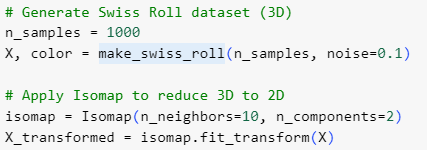 # Generate Swiss Roll dataset (3D)
n_samples = 1000
X, color = make_swiss_roll(n_samples, noise=0.1)
# Apply Isomap to reduce 3D to 2D
isomap = Isomap(n_neighbors=10, n_components=2)
X_transformed = isomap.fit_transform(X)